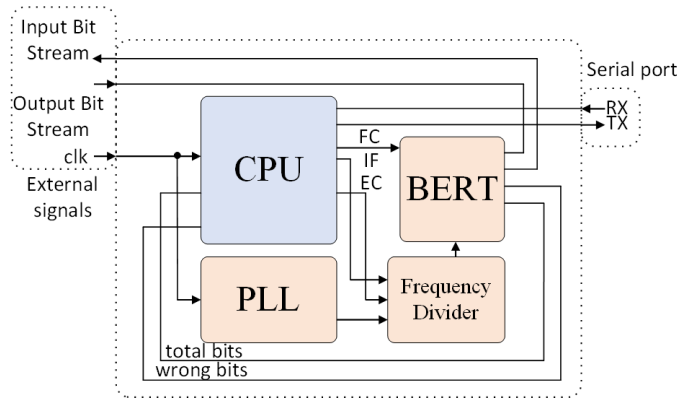 Input Bit
Stream
Output Bit
Stream
clk
External
signals
Serial port
RX
TX
CPU
FC
IF
EC
BERT
PLL
Frequency
Divider
total bits
wrong bits